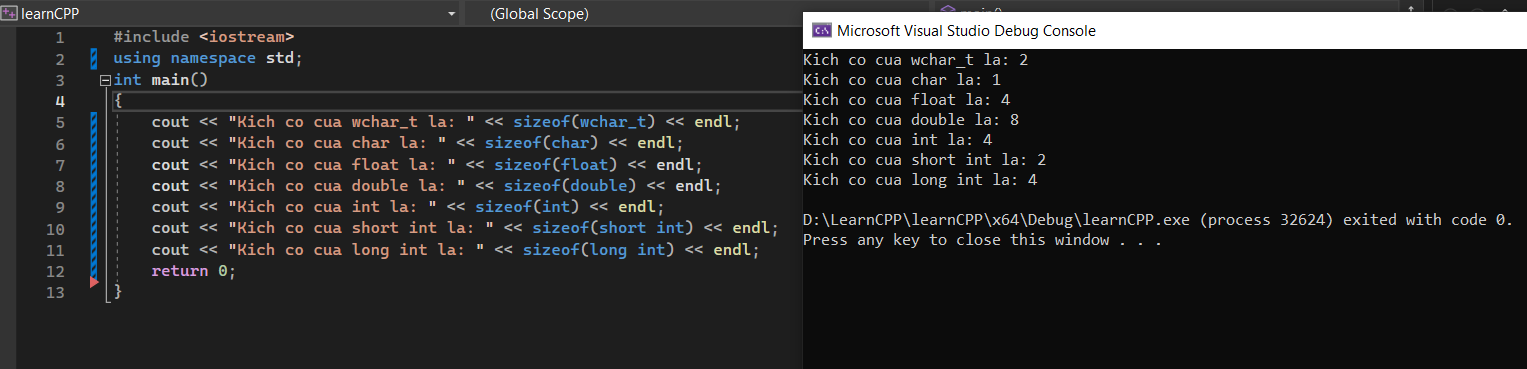 learnCPP
(Global Scope)
1 #include <iostream>
2 using namespace std;
3 int main()
4 {
5 cout << "Kich co cua wchar_t la: " << sizeof(wchar_t) << endl;
6 cout << "Kich co cua char la: " << sizeof(char) << endl;
7 cout << "Kich co cua float la: " << sizeof(float) << endl;
8 cout << "Kich co cua double la: " << sizeof(double) << endl;
9 cout << "Kich co cua int la: " << sizeof(int) << endl;
10 cout << "Kich co cua short int la: " << sizeof(short int) << endl;
11 cout << "Kich co cua long int la: " << sizeof(long int) << endl;
12 return 0;
13 }
Microsoft Visual Studio Debug Console
Kich co cua wchar_t la: 2
Kich co cua char la: 1
Kich co cua float la: 4
Kich co cua double la: 8
Kich co cua int la: 4
Kich co cua short int la: 2
Kich co cua long int la: 4
D:\LearnCPP\learnCPP\x64\Debug\learnCPP.exe (process 32624) exited with code 0.
Press any key to close this window . . .